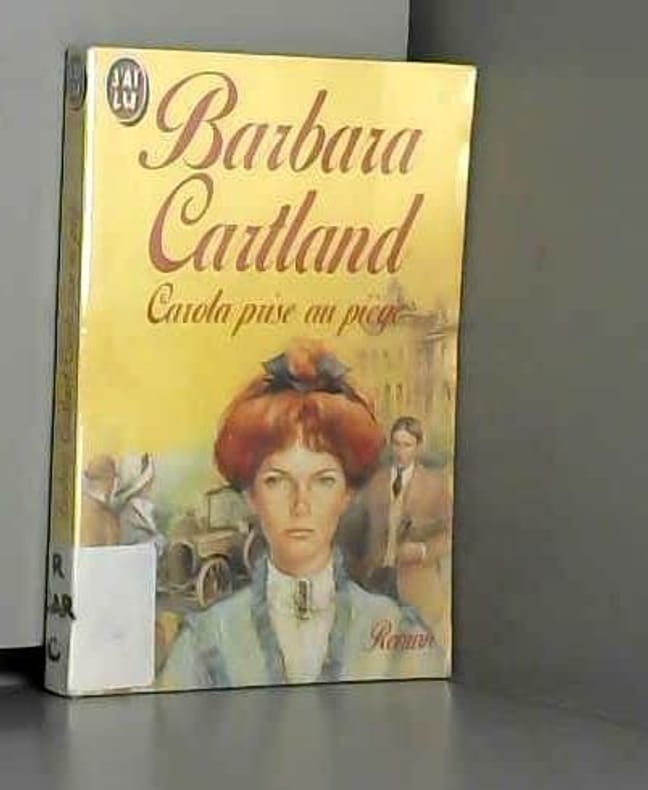 J'AI
LU
Barbara
Cartland
Carola prise au piège
Roman
R
AR
C